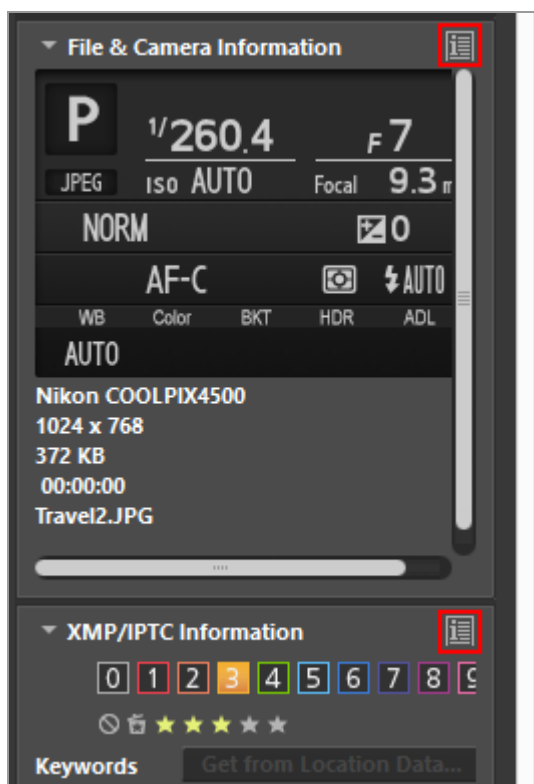 File & Camera Information
P 1/260.4 F 7
JPEG ISO AUTO Focal 9.3
NORM 0
AF-C AUTO
WB Color BKT HDR ADL
AUTO
Nikon COOLPIX4500
1024 x 768
372 KB
00:00:00
Travel2.JPG
XMP/IPTC Information
0 1 2 3 4 5 6 7 8 9
Keywords Get from Location Data...